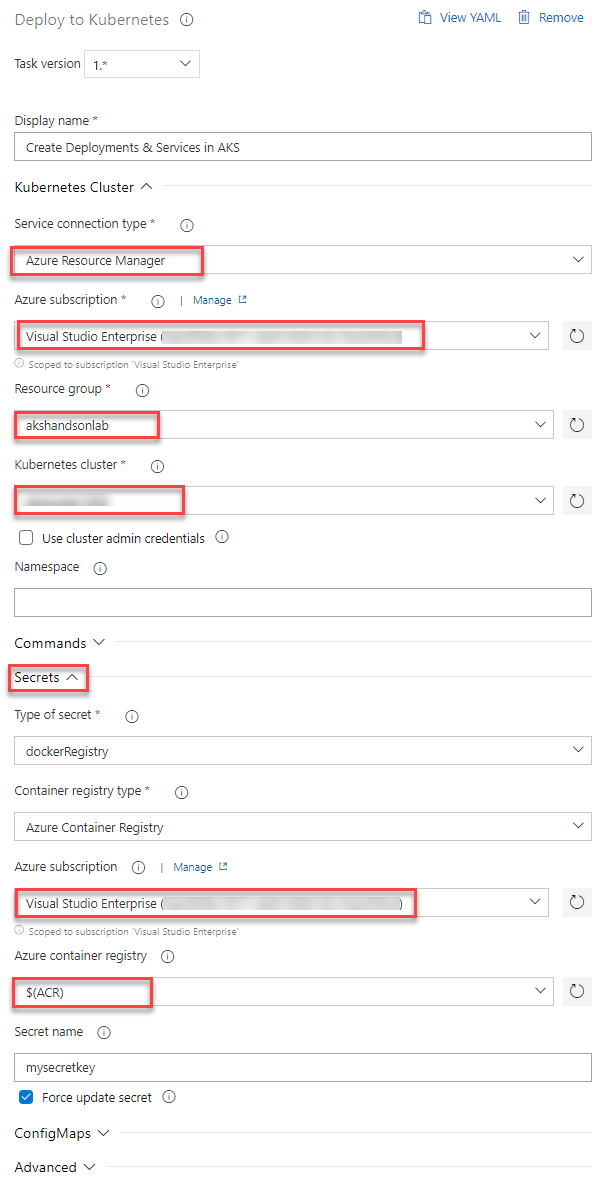 Deploy to Kubernetes View YAML Remove
Task version 1.*
Display name *
Create Deployments & Services in AKS
Kubernetes Cluster
Service connection type *
Azure Resource Manager
Azure subscription * | Manage
Visual Studio Enterprise (
Scoped to subscription 'Visual Studio Enterprise'
Resource group *
akshandsonlab
Kubernetes cluster *
Use cluster admin credentials
Namespace
Commands
Secrets
Type of secret *
dockerRegistry
Container registry type *
Azure Container Registry
Azure subscription | Manage
Visual Studio Enterprise ( )
Scoped to subscription 'Visual Studio Enterprise'
Azure container registry
$(ACR)
Secret name
mysecretkey
Force update secret
ConfigMaps
Advanced